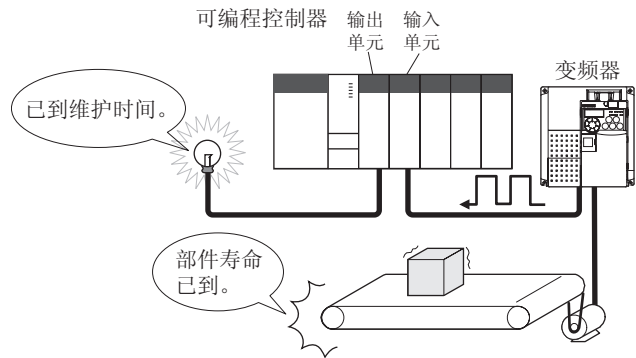 可编程控制器
输出
单元
输入
单元
变频器
已到维护时间。
部件寿命
已到。